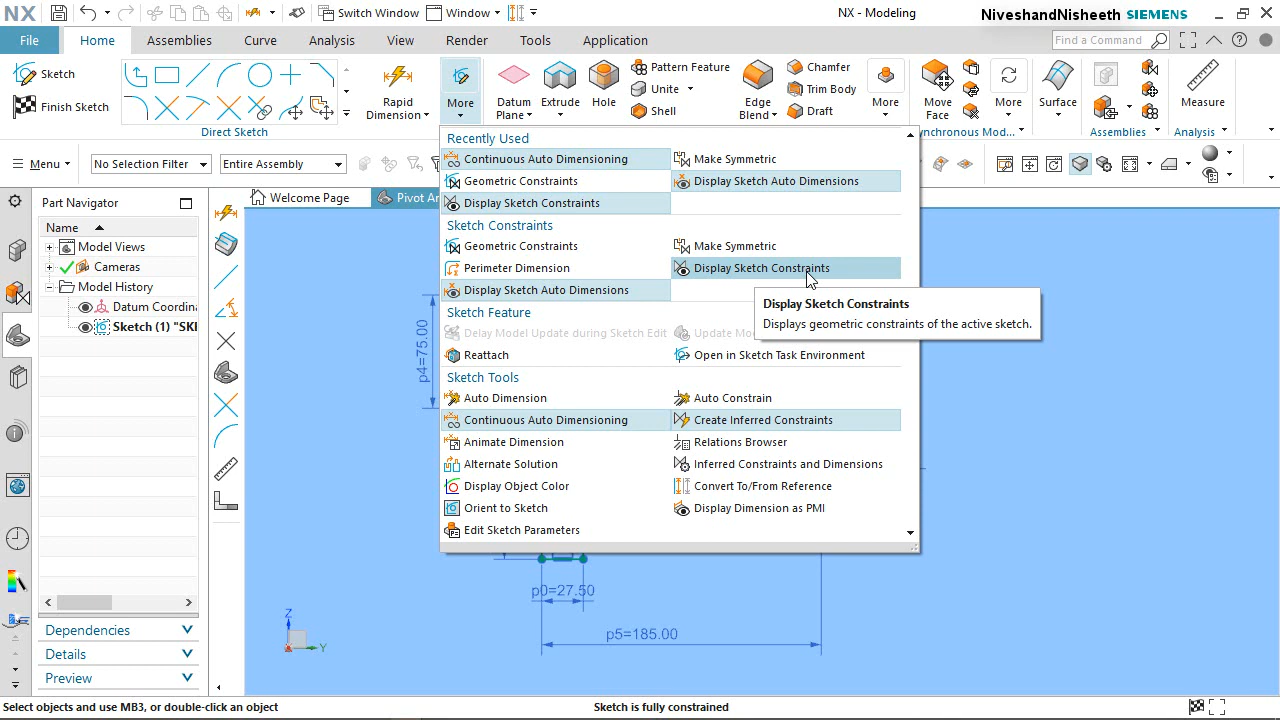 NX
Switch Window
Window
NX - Modeling
NiveshandNisheeth SIEMENS
File
Home
Assemblies
Curve
Analysis
View
Render
Tools
Application
Find a Command
Sketch
Finish Sketch
Direct Sketch
Rapid
Dimension
More
Datum
Plane
Extrude
Hole
Pattern Feature
Unite
Shell
Edge
Blend
Chamfer
Trim Body
Draft
More
Move
Face
More
ynchronous Mod...
Surface
Assemblies
Measure
Analysis
Menu
No Selection Filter
Entire Assembly
Part Navigator
Name
Model Views
Cameras
Model History
Datum Coordina
Sketch (1) "SKI
Dependencies
Details
Preview
Welcome Page
Pivot Ar
Recently Used
Continuous Auto Dimensioning
Make Symmetric
Geometric Constraints
Display Sketch Auto Dimensions
Display Sketch Constraints
Sketch Constraints
Geometric Constraints
Make Symmetric
Perimeter Dimension
Display Sketch Constraints
Display Sketch Auto Dimensions
Display Sketch Constraints
Displays geometric constraints of the active sketch.
Sketch Feature
Delay Model Update during Sketch Edit
Update Mo
Reattach
Open in Sketch Task Environment
Sketch Tools
Auto Dimension
Auto Constrain
Continuous Auto Dimensioning
Create Inferred Constraints
Animate Dimension
Relations Browser
Alternate Solution
Inferred Constraints and Dimensions
Display Object Color
Convert To/From Reference
Orient to Sketch
Display Dimension as PMI
Edit Sketch Parameters
p4=75.00
p0=27.50
p5=185.00
Z
Y
Select objects and use MB3, or double-click an object
Sketch is fully constrained